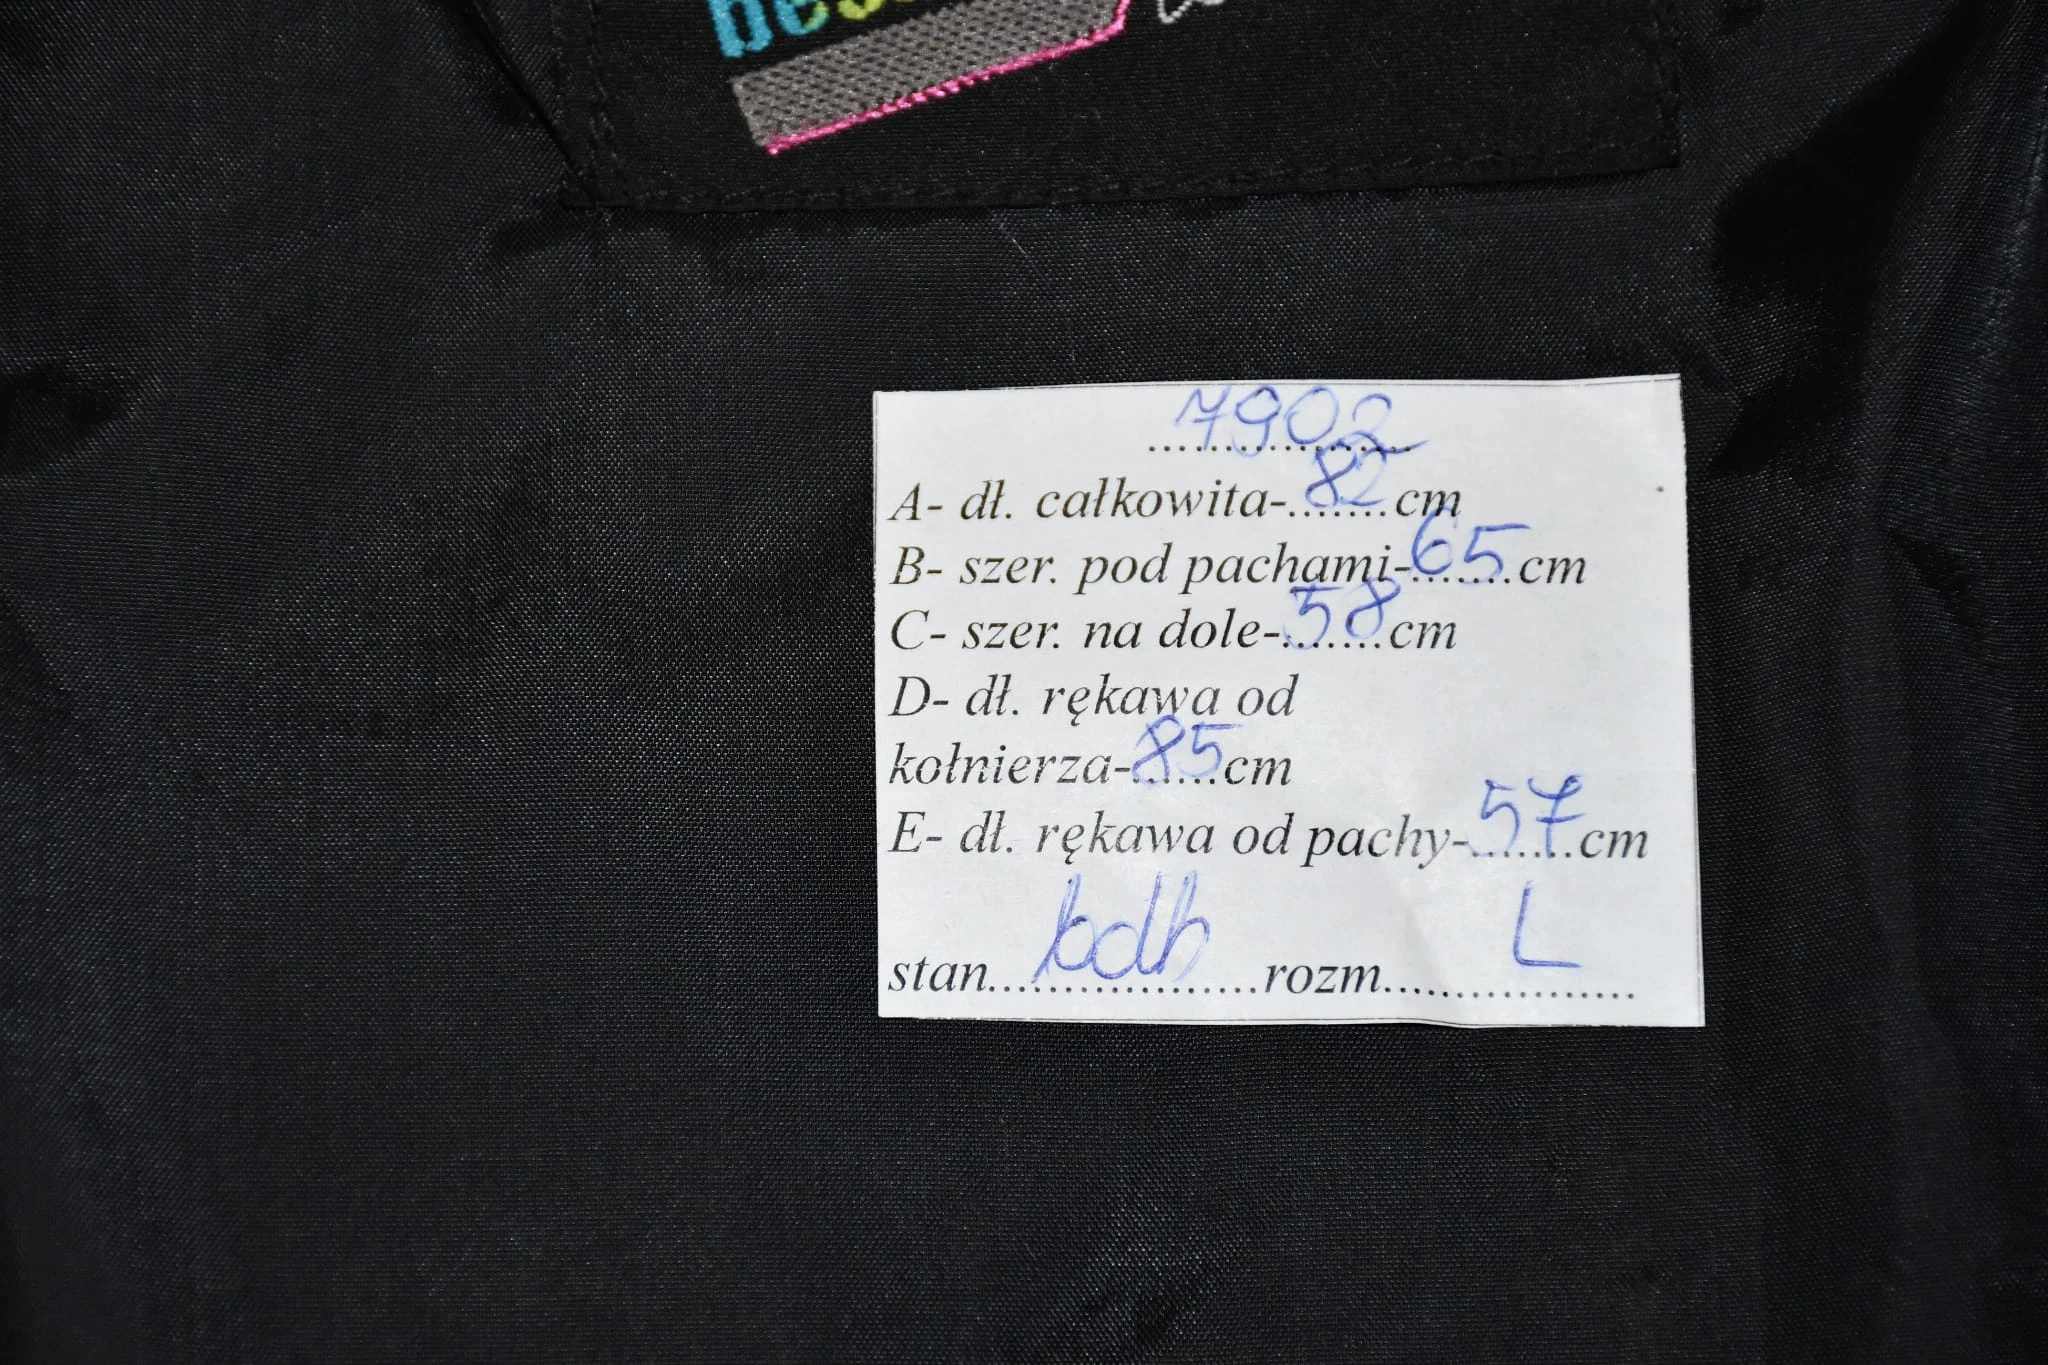 7902
A- dł. całkowita-82cm
B- szer. pod pachami-65cm
C- szer. na dole-58cm
D- dł. rękawa od
kołnierza-85cm
E- dł. rękawa od pachy-57cm
stan...bdb...rozm...L